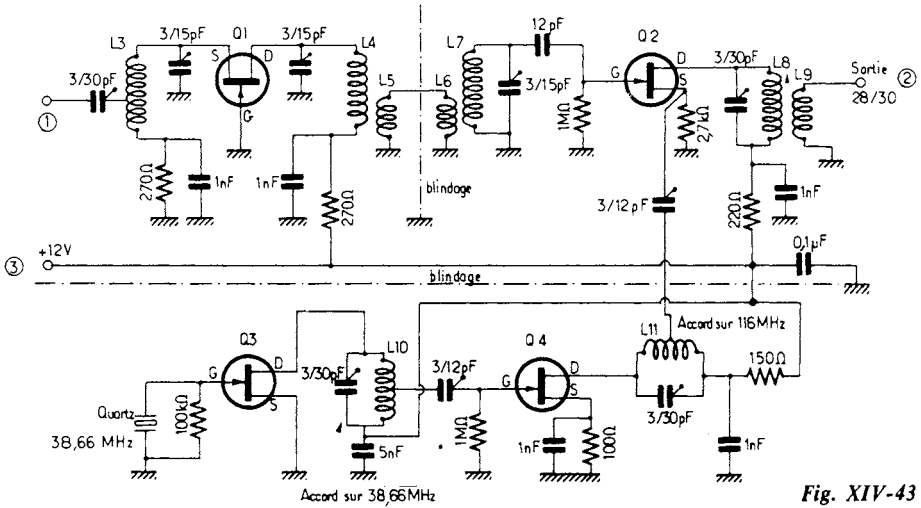 3/15pF
Q1
3/15pF
L3
S
D
L4
3/30pF
①
G
270Ω
1nF
1nF
270Ω
L5
L6
L7
12pF
3/15pF
blindage
Q2
G
D
S
1MΩ
2,7kΩ
3/12pF
3/30pF
L8
L9
Sortie ②
28/30
220Ω
1nF
③ +12V
0,1µF
blindage
Q3
G
D
S
Quartz
38,66 MHz
100kΩ
3/30pF
L10
5nF
Accord sur 38,66MHz
3/12pF
1MΩ
Q4
G
D
S
1nF
100Ω
L11
Accord sur 116MHz
3/30pF
150Ω
1nF
Fig. XIV-43